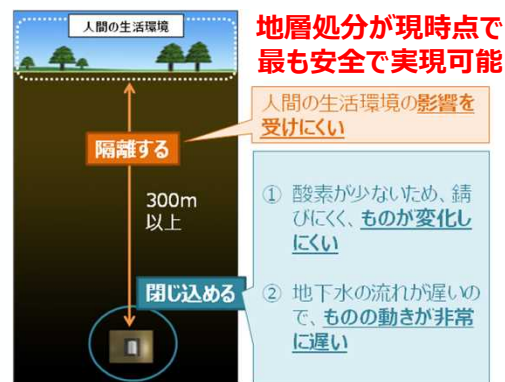 人間の生活環境
地層処分が現時点で
最も安全で実現可能
人間の生活環境の影響を
受けにくい
隔離する
300m
以上
① 酸素が少ないため、錆
びにくく、ものが変化し
にくい
閉じ込める
② 地下水の流れが遅いの
で、ものの動きが非常
に遅い